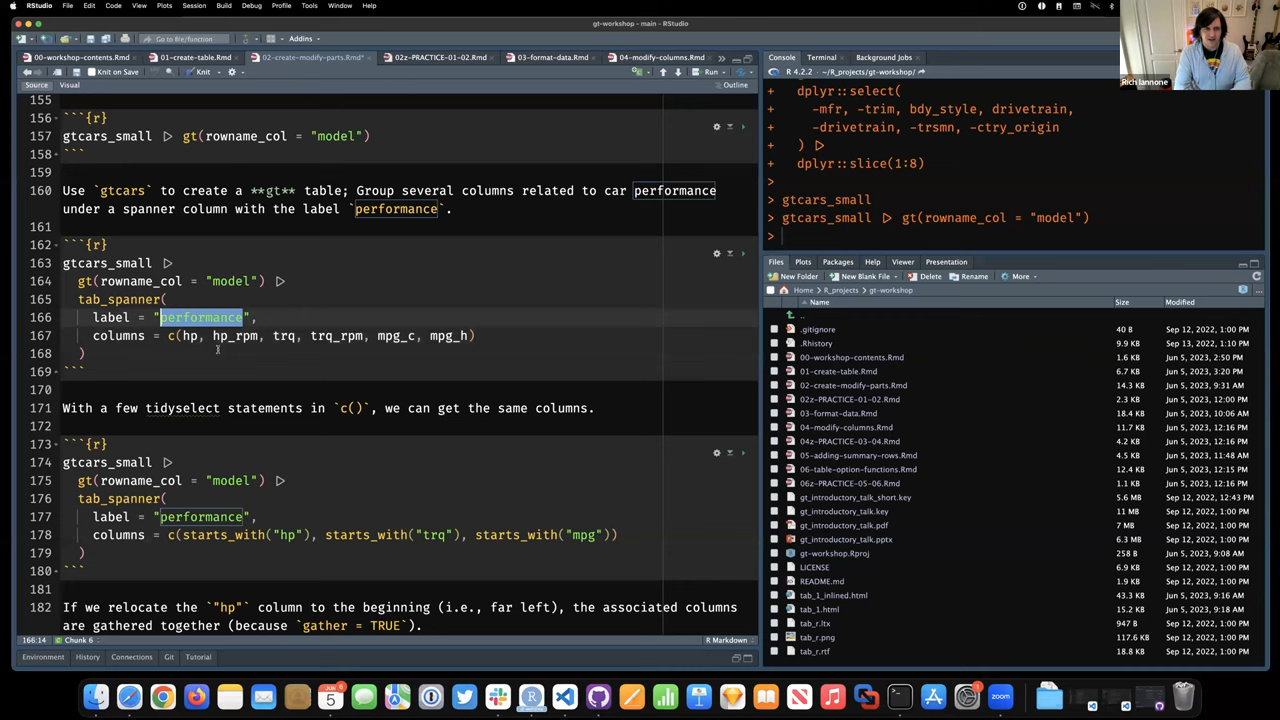 RStudio File Edit Code View Plots Session Build Debug Profile Tools Window Help
gt-workshop - main - RStudio
Go to file/function Addins
00-workshop-contents.Rmd 01-create-table.Rmd 02-create-modify-parts.Rmd* 02z-PRACTICE-01-02.Rmd 03-format-data.Rmd 04-modify-columns.Rmd
Knit on Save Knit Run
Source Visual Outline
155
156 ```{r}
157 gtcars_small |> gt(rowname_col = "model")
158 ```
159
160 Use `gtcars` to create a **gt** table; Group several columns related to car performance
under a spanner column with the label `performance`.
161
162 ```{r}
163 gtcars_small |>
164 gt(rowname_col = "model") |>
165 tab_spanner(
166 label = "performance",
167 columns = c(hp, hp_rpm, trq, trq_rpm, mpg_c, mpg_h)
168 )
169 ```
170
171 With a few tidyselect statements in `c()`, we can get the same columns.
172
173 ```{r}
174 gtcars_small |>
175 gt(rowname_col = "model") |>
176 tab_spanner(
177 label = "performance",
178 columns = c(starts_with("hp"), starts_with("trq"), starts_with("mpg"))
179 )
180 ```
181
182 If we relocate the `"hp"` column to the beginning (i.e., far left), the associated columns
are gathered together (because `gather = TRUE`).
166:14 Chunk 6 R Markdown
Environment History Connections Git Tutorial
Console Terminal Background Jobs
R 4.2.2 · ~/R_projects/gt-workshop/
+ dplyr::select(
+ -mfr, -trim, bdy_style, drivetrain,
+ -drivetrain, -trsmn, -ctry_origin
+ ) |>
+ dplyr::slice(1:8)
>
> gtcars_small
> gtcars_small |> gt(rowname_col = "model")
>
Files Plots Packages Help Viewer Presentation
New Folder New Blank File Delete Rename More
Home R_projects gt-workshop
Name Size Modified
..
.gitignore 40 B Sep 12, 2022, 1:00 PM
.Rhistory 9.9 KB Sep 13, 2022, 1:10 PM
00-workshop-contents.Rmd 1.6 KB Jun 5, 2023, 2:50 PM
01-create-table.Rmd 6.7 KB Jun 5, 2023, 3:20 PM
02-create-modify-parts.Rmd 14.3 KB Jun 5, 2023, 9:31 AM
02z-PRACTICE-01-02.Rmd 2.3 KB Jun 5, 2023, 12:00 PM
03-format-data.Rmd 18.4 KB Jun 5, 2023, 10:06 AM
04-modify-columns.Rmd 11.7 KB Jun 5, 2023, 12:16 PM
04z-PRACTICE-03-04.Rmd 4.2 KB Jun 5, 2023, 12:16 PM
05-adding-summary-rows.Rmd 4.5 KB Jun 5, 2023, 11:48 AM
06-table-option-functions.Rmd 12.4 KB Jun 5, 2023, 12:15 PM
06z-PRACTICE-05-06.Rmd 1.1 KB Jun 5, 2023, 12:16 PM
gt_introductory_talk_short.key 5.6 MB Sep 12, 2022, 12:43 PM
gt_introductory_talk.key 11 MB Sep 12, 2022, 1:00 PM
gt_introductory_talk.pdf 7 MB Sep 12, 2022, 1:00 PM
gt_introductory_talk.pptx 6.3 MB Sep 12, 2022, 1:00 PM
gt-workshop.Rproj 258 B Jun 5, 2023, 9:08 AM
LICENSE 6.9 KB Sep 12, 2022, 1:00 PM
README.md 1.9 KB Sep 12, 2022, 1:00 PM
tab_1_inlined.html 43.3 KB Jun 5, 2023, 9:16 AM
tab_1.html 15.2 KB Jun 5, 2023, 9:18 AM
tab_r.ltx 947 B Sep 12, 2022, 1:00 PM
tab_r.png 117.6 KB Sep 12, 2022, 1:00 PM
tab_r.rtf 18.8 KB Sep 12, 2022, 1:00 PM
Rich Iannone
JUN 6
5
zoom